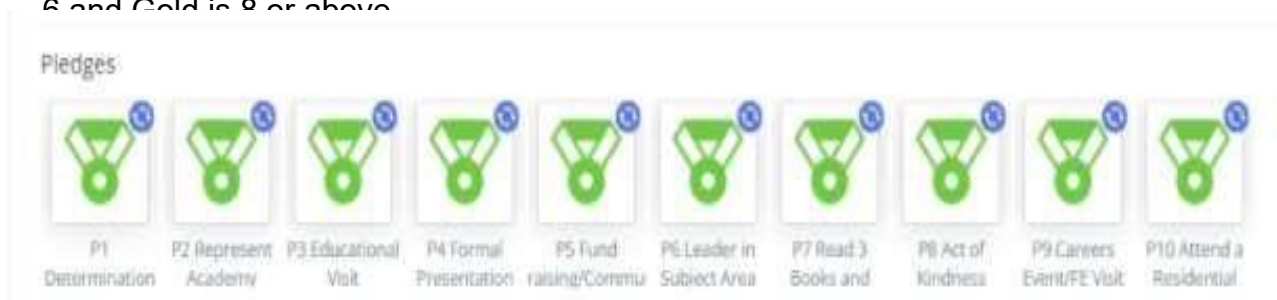 6 and Gold is 8 or above
Pledges
P1 Determination
P2 Represent Academy
P3 Educational Visit
P4 Formal Presentation
P5 Fund raising/Commu
P6 Leader in Subject Area
P7 Read 3 Books and
P8 Act of Kindness
P9 Careers Event/FE Visit
P10 Attend a Residential